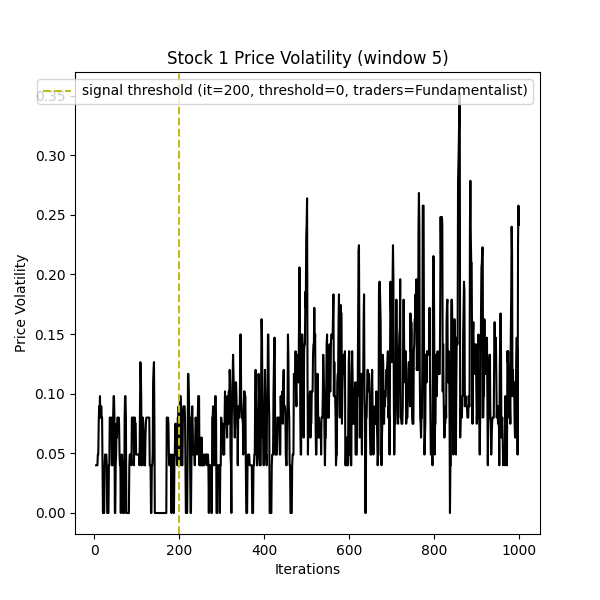 Stock 1 Price Volatility (window 5)
signal threshold (it=200, threshold=0, traders=Fundamentalist)
0.35
0.30
0.25
0.20
0.15
0.10
0.05
0.00
Price Volatility
0 200 400 600 800 1000
Iterations